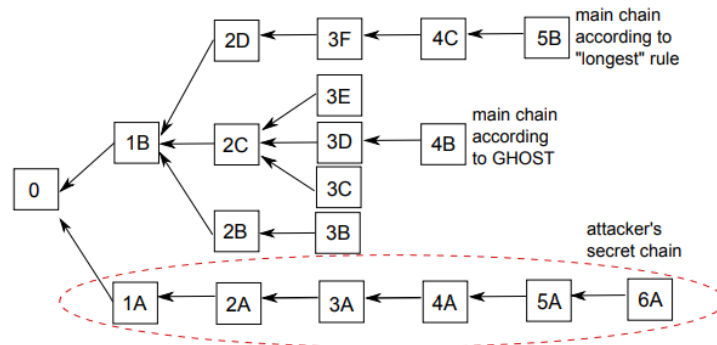 2D 3F 4C 5B
main chain
according to
"longest" rule
3E
1B 2C 3D 4B
main chain
according
to GHOST
0
3C
2B 3B
attacker's
secret chain
1A 2A 3A 4A 5A 6A